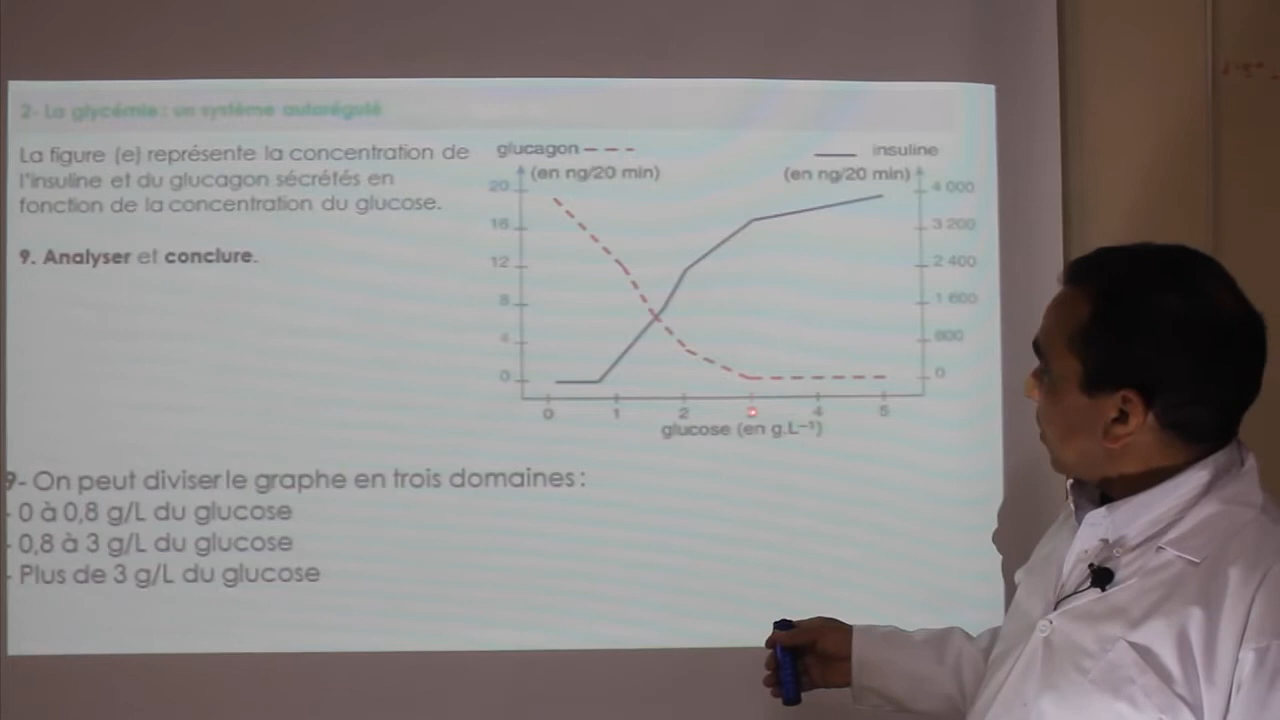 2- La glycémie : un système autorégulé
La figure (e) représente la concentration de
l'insuline et du glucagon sécrétés en
fonction de la concentration du glucose.
9. Analyser et conclure.
glucagon
(en ng/20 min)
insuline
(en ng/20 min)
20
16
12
8
4
0
4 000
3 200
2 400
1 600
800
0
0 1 2 3 4 5
glucose (en g.L⁻¹)
9- On peut diviser le graphe en trois domaines :
- 0 à 0,8 g/L du glucose
- 0,8 à 3 g/L du glucose
- Plus de 3 g/L du glucose